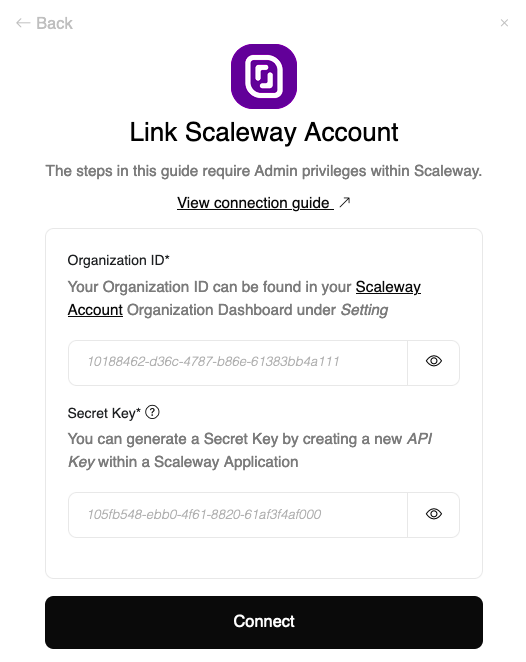 ← Back
×
Link Scaleway Account
The steps in this guide require Admin privileges within Scaleway.
View connection guide ↗
Organization ID*
Your Organization ID can be found in your Scaleway
Account Organization Dashboard under Setting
10188462-d36c-4787-b86e-61383bb4a111
Secret Key* ?
You can generate a Secret Key by creating a new API
Key within a Scaleway Application
105fb548-ebb0-4f61-8820-61af3f4af000
Connect